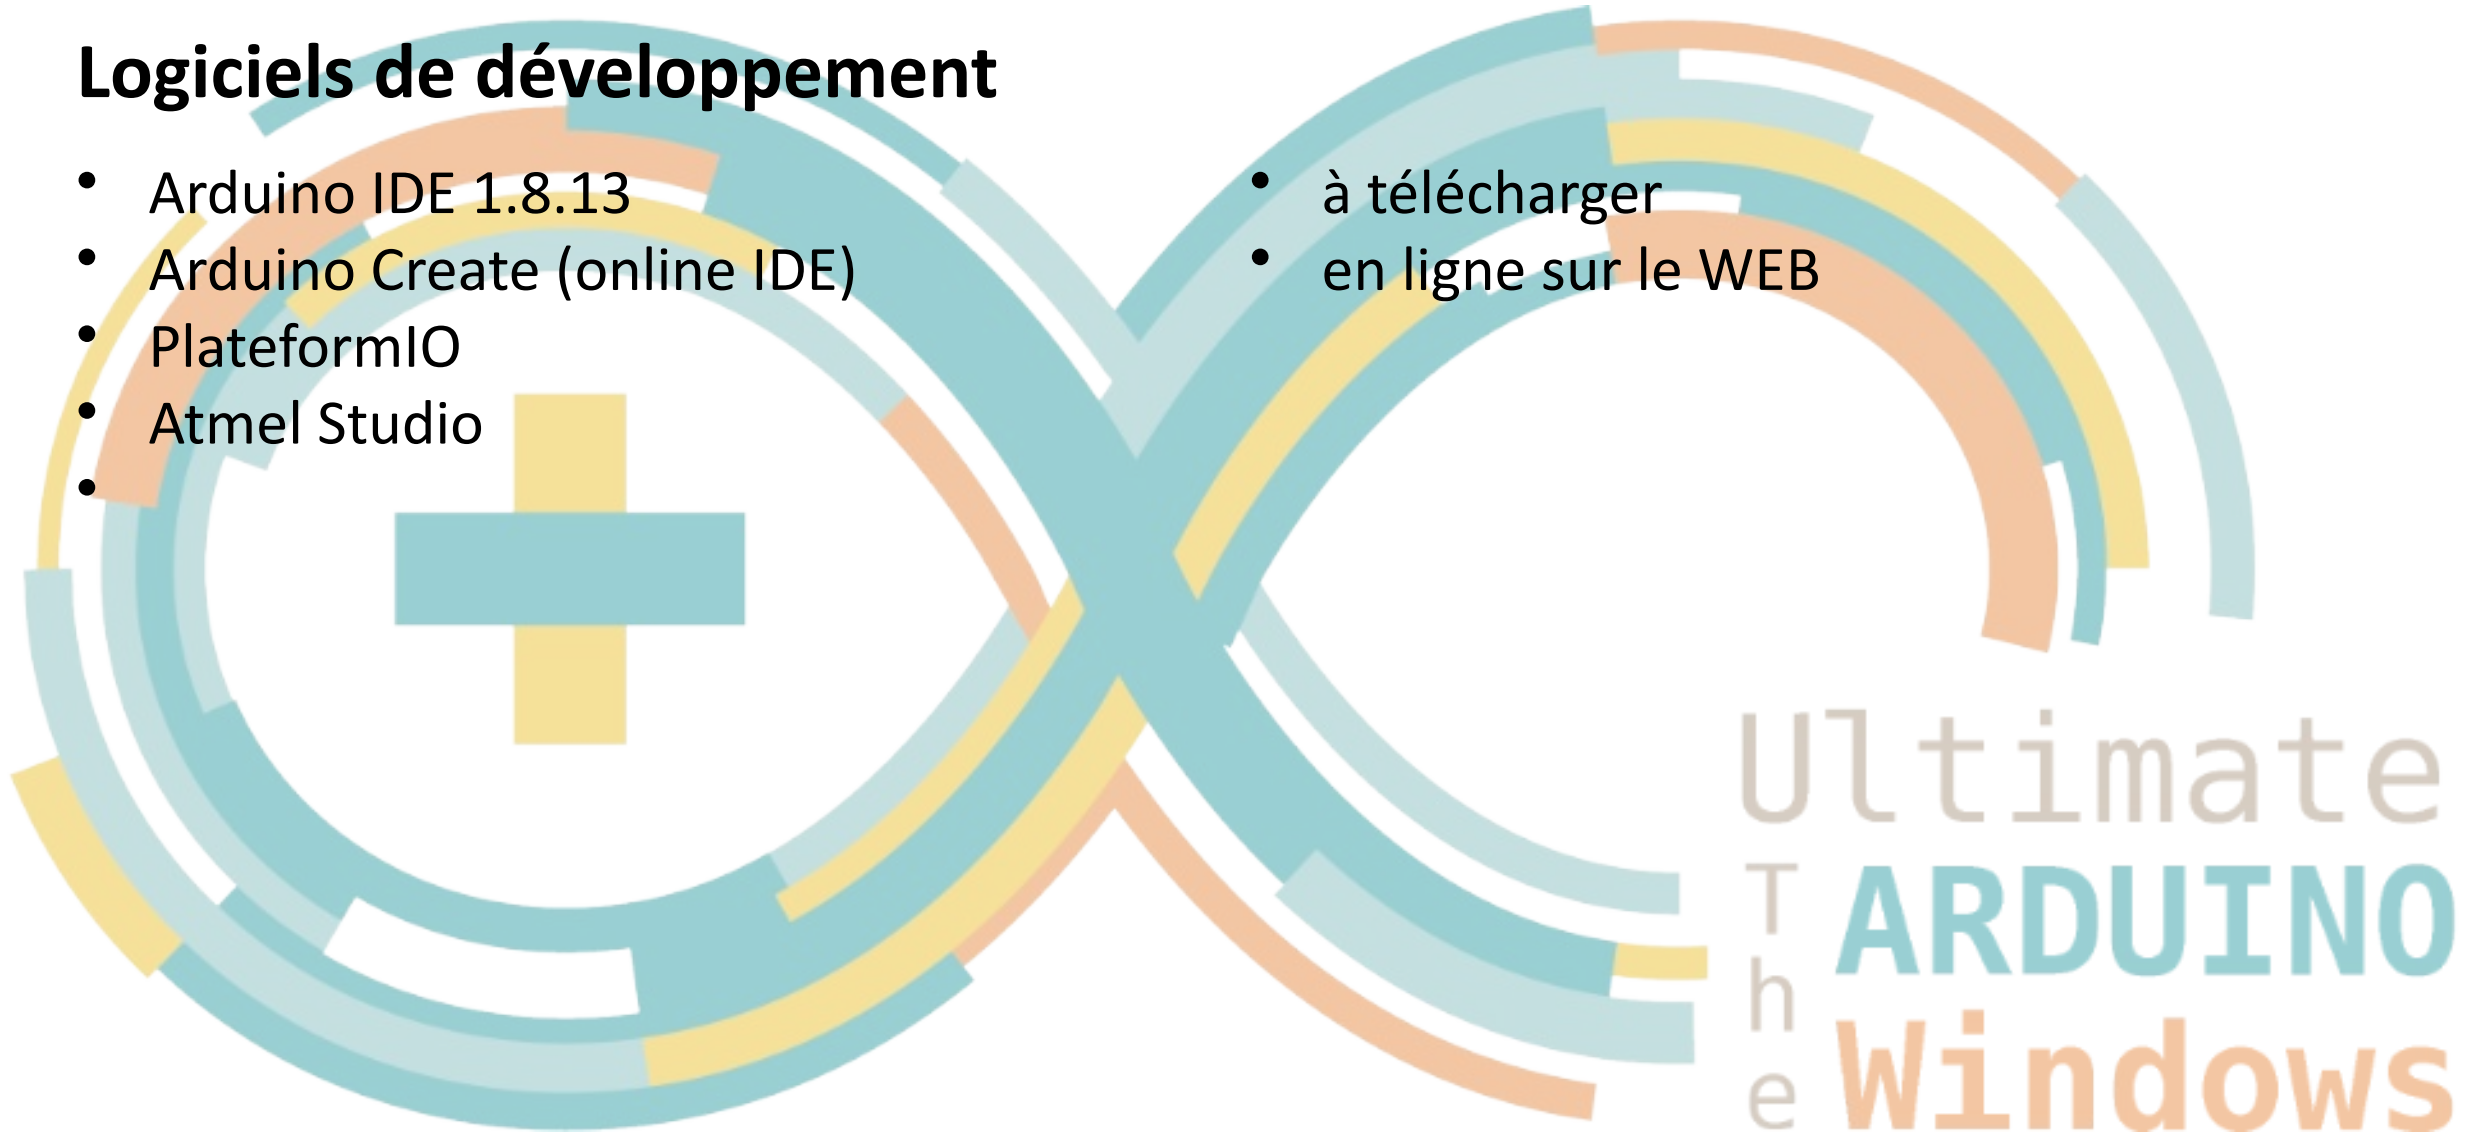 Logiciels de développement
• Arduino IDE 1.8.13
• Arduino Create (online IDE)
• PlateformIO
• Atmel Studio
•
• à télécharger
• en ligne sur le WEB
Ultimate
The
ARDUINO
Windows